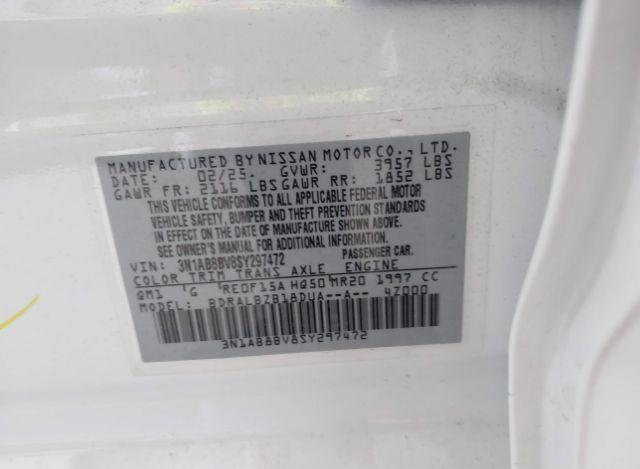 MANUFACTURED BY NISSAN MOTOR CO., LTD.
DATE: 02/25. GVWR: 3957 LBS
GAWR FR: 2116 LBS GAWR RR: 1852 LBS
THIS VEHICLE CONFORMS TO ALL APPLICABLE FEDERAL MOTOR
VEHICLE SAFETY, BUMPER AND THEFT PREVENTION STANDARDS
IN EFFECT ON THE DATE OF MANUFACTURE SHOWN ABOVE.
SEE OWNER'S MANUAL FOR ADDITIONAL INFORMATION.
VIN: 3N1AB8BV8SY297472 PASSENGER CAR.
COLOR TRIM TRANS AXLE ENGINE
QM1 G RE0F15A HQ50 MR20 1997 CC
MODEL: BDRALBZB18DUA--A-- 4Z000
3N1AB8BV8SY297472